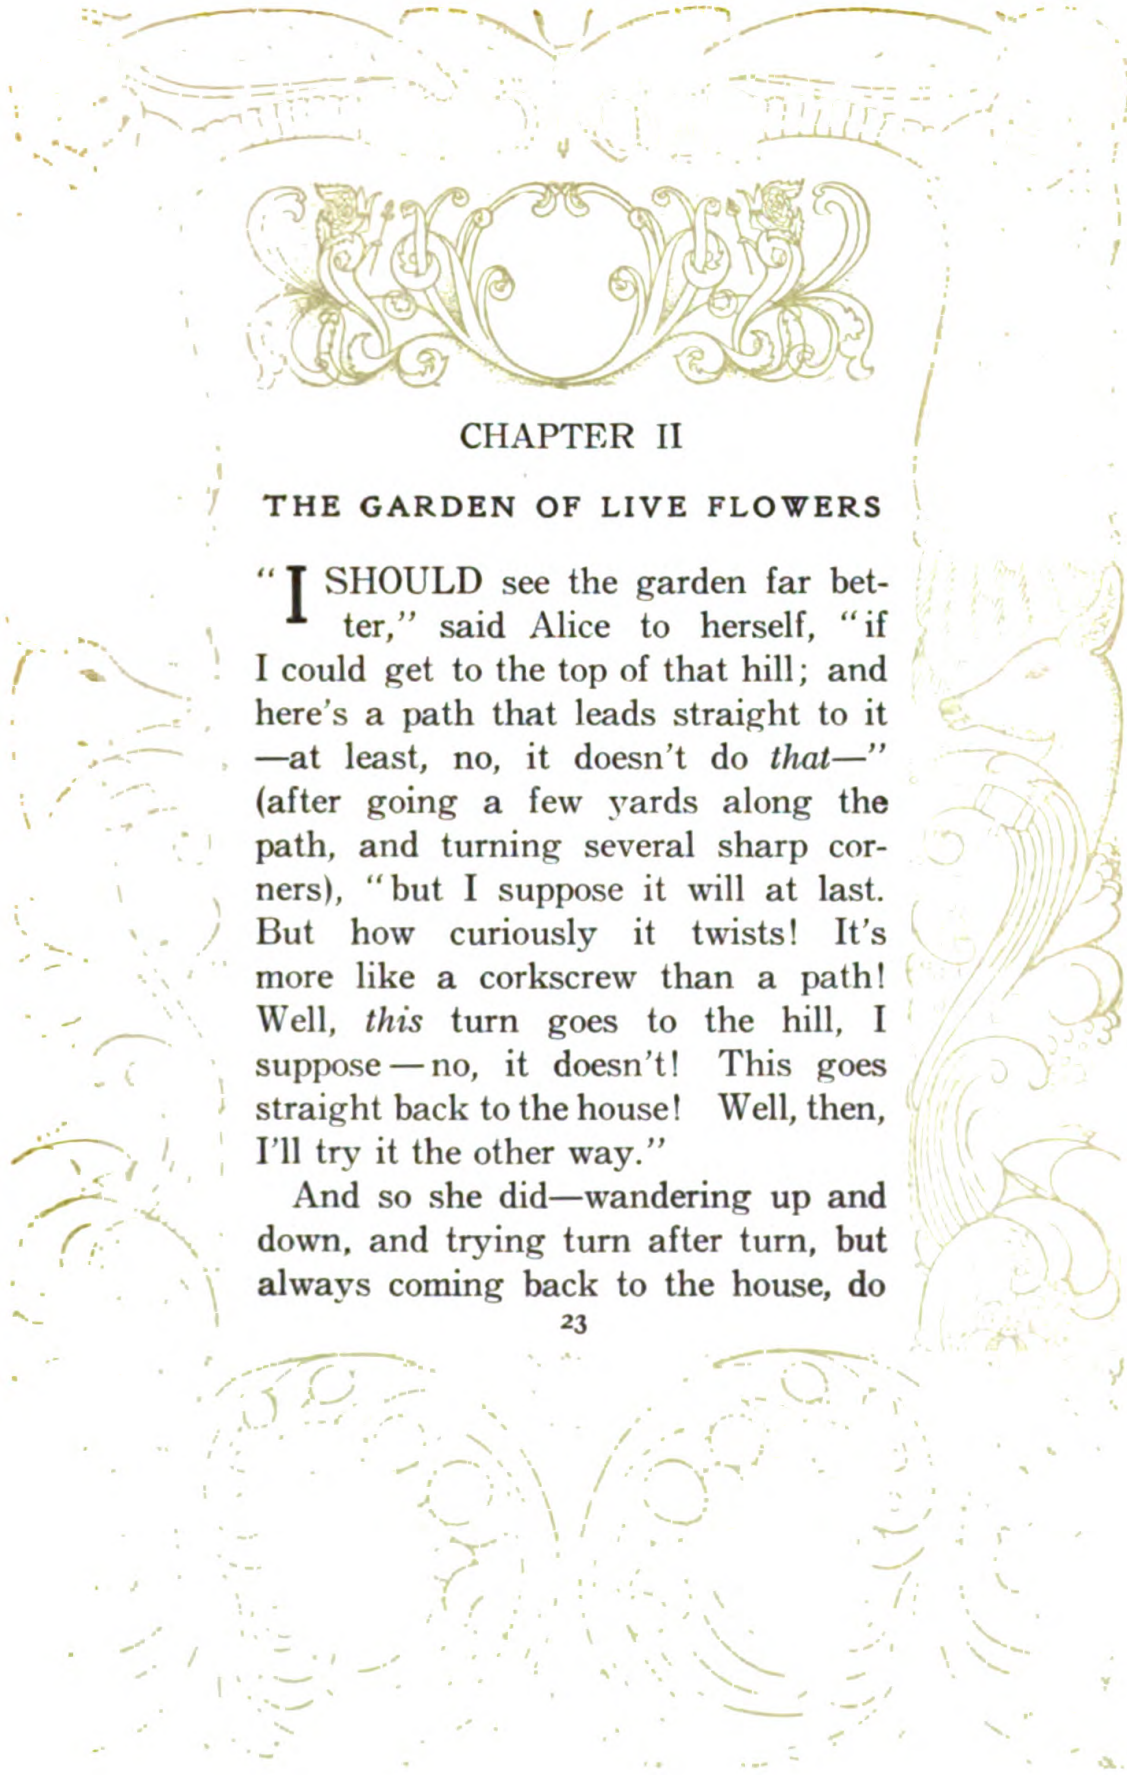 CHAPTER II
THE GARDEN OF LIVE FLOWERS
“I SHOULD see the garden far bet-
ter,” said Alice to herself, “if
I could get to the top of that hill; and
here's a path that leads straight to it
—at least, no, it doesn't do that—”
(after going a few yards along the
path, and turning several sharp cor-
ners), “but I suppose it will at last.
But how curiously it twists! It's
more like a corkscrew than a path!
Well, this turn goes to the hill, I
suppose—no, it doesn't! This goes
straight back to the house! Well, then,
I'll try it the other way.”
And so she did—wandering up and
down, and trying turn after turn, but
always coming back to the house, do
23